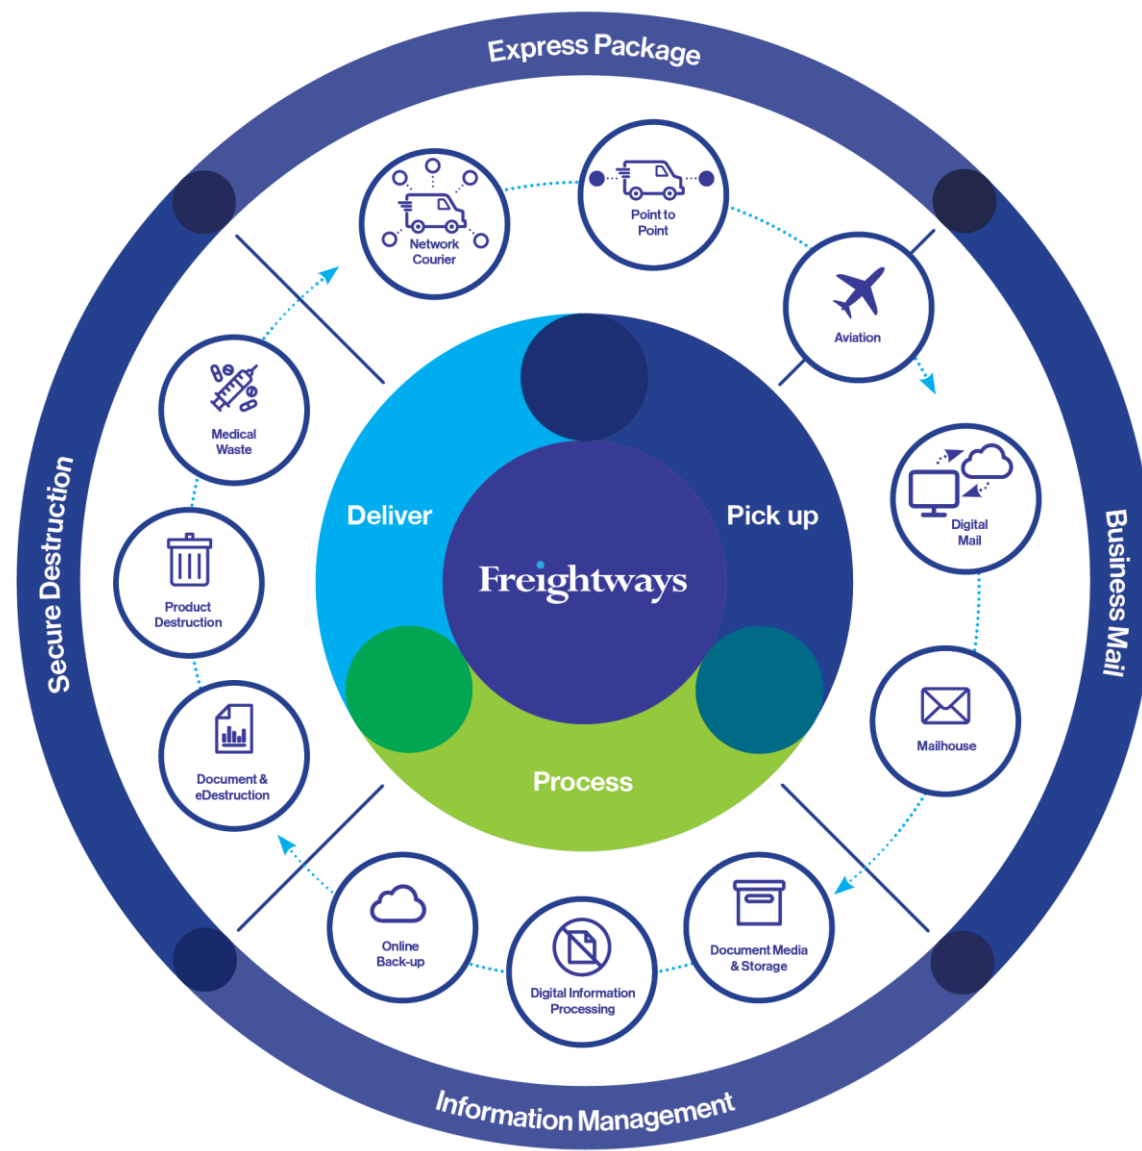 Express Package
Network
Courier
Point to
Point
Aviation
Medical
Waste
Digital
Mail
Deliver
Pick up
Freightways
Secure Destruction
Business Mail
Product
Destruction
Mailhouse
Document &
eDestruction
Process
Online
Back-up
Digital Information
Processing
Document Media
& Storage
Information Management